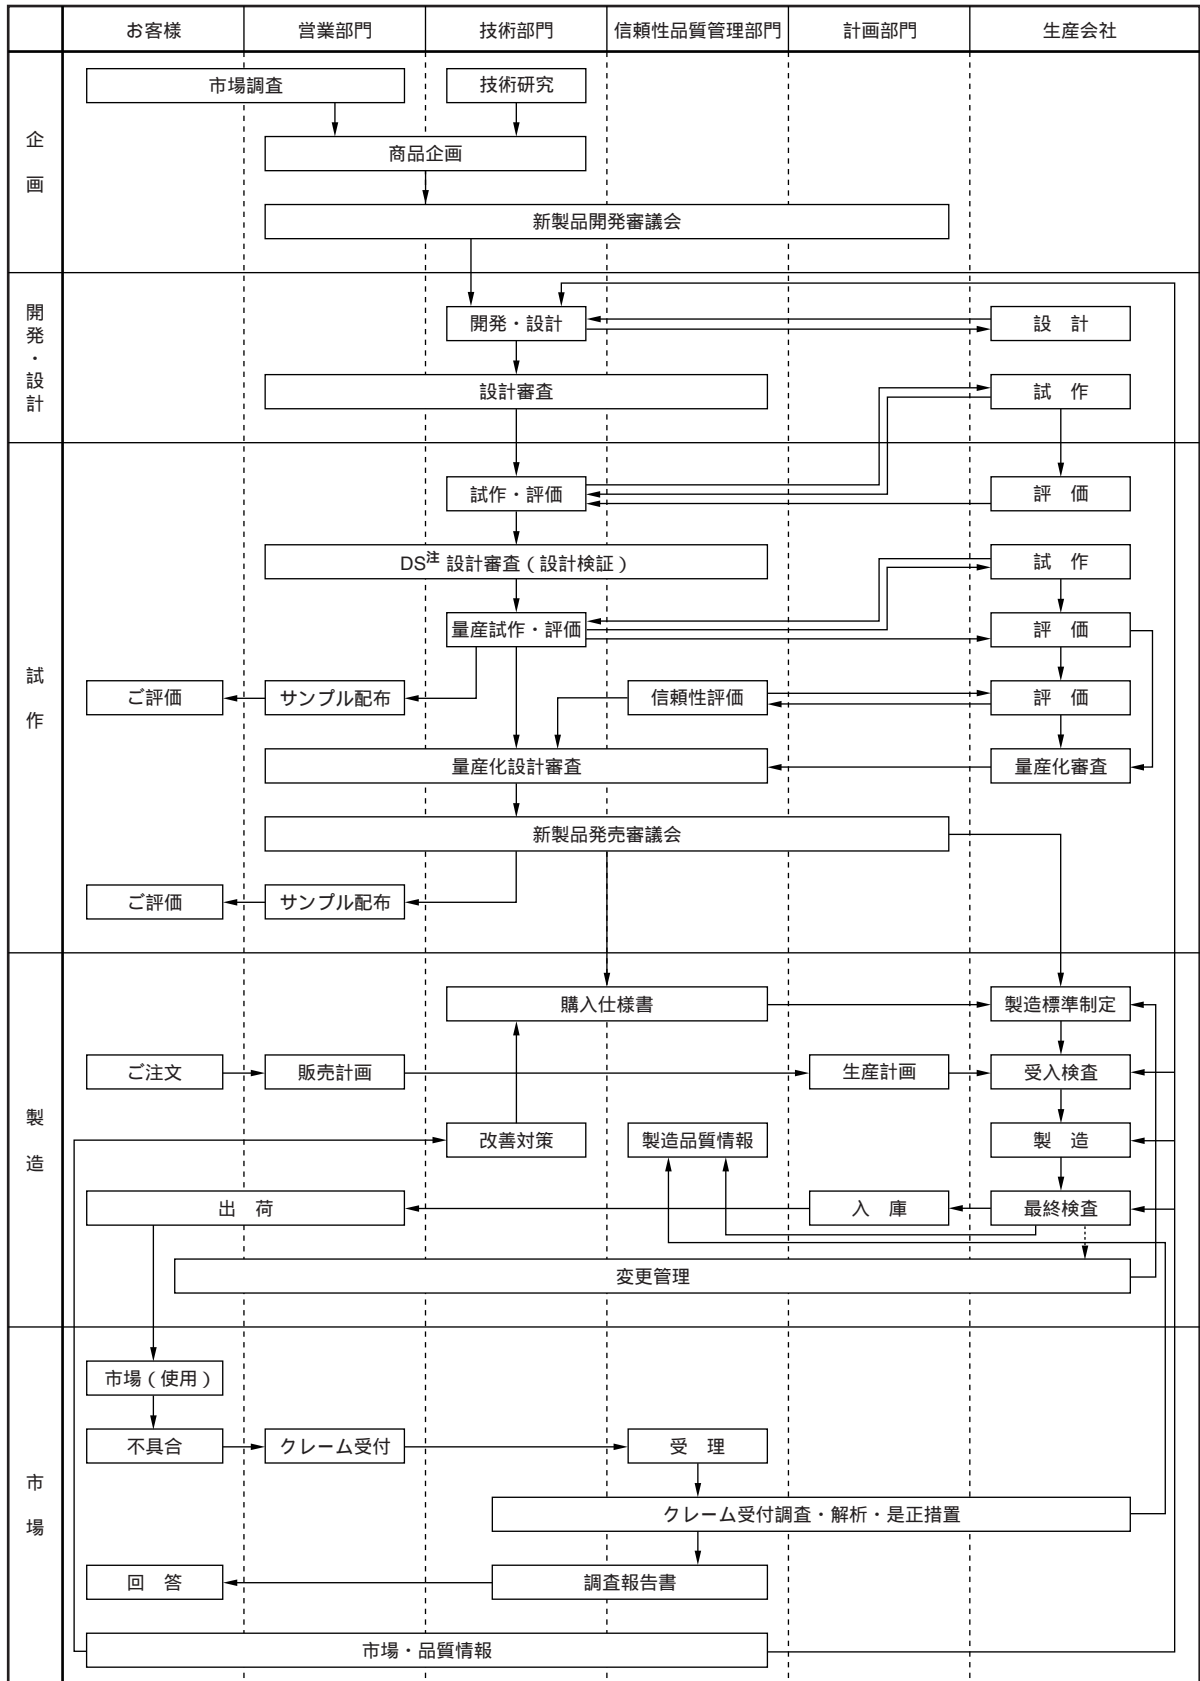 お客様 営業部門 技術部門 信頼性品質管理部門 計画部門 生産会社
企画
市場調査 技術研究
商品企画
新製品開発審議会
開発・設計
開発・設計 設 計
設計審査 試 作
試作
試作・評価 評 価
DS注 設計審査(設計検証) 試 作
量産試作・評価 評 価
ご評価 サンプル配布 信頼性評価 評 価
量産化設計審査 量産化審査
新製品発売審議会
ご評価 サンプル配布
製造
購入仕様書 製造標準制定
ご注文 販売計画 生産計画 受入検査
改善対策 製造品質情報 製 造
出 荷 入 庫 最終検査
変更管理
市場
市場(使用)
不具合 クレーム受付 受 理
クレーム受付調査・解析・是正措置
回 答 調査報告書
市場・品質情報